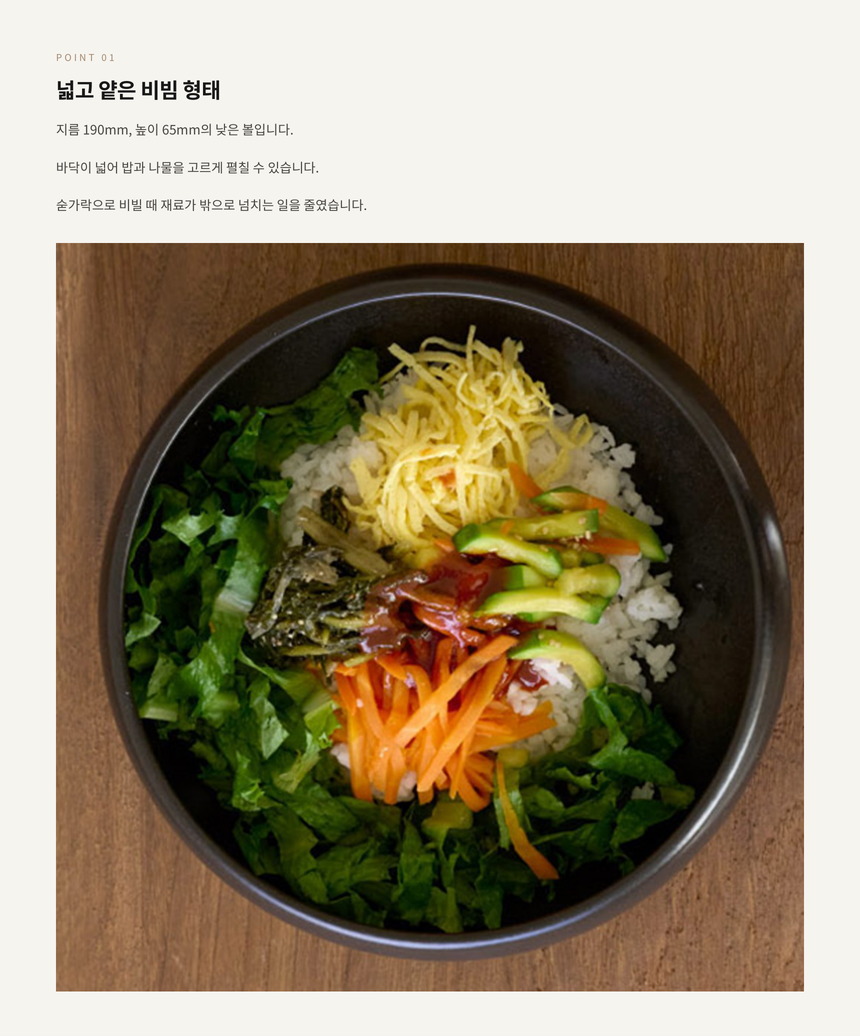 POINT 01
넓고 얕은 비빔 형태
지름 190mm, 높이 65mm의 낮은 볼입니다.
바닥이 넓어 밥과 나물을 고르게 펼칠 수 있습니다.
숟가락으로 비빌 때 재료가 밖으로 넘치는 일을 줄였습니다.